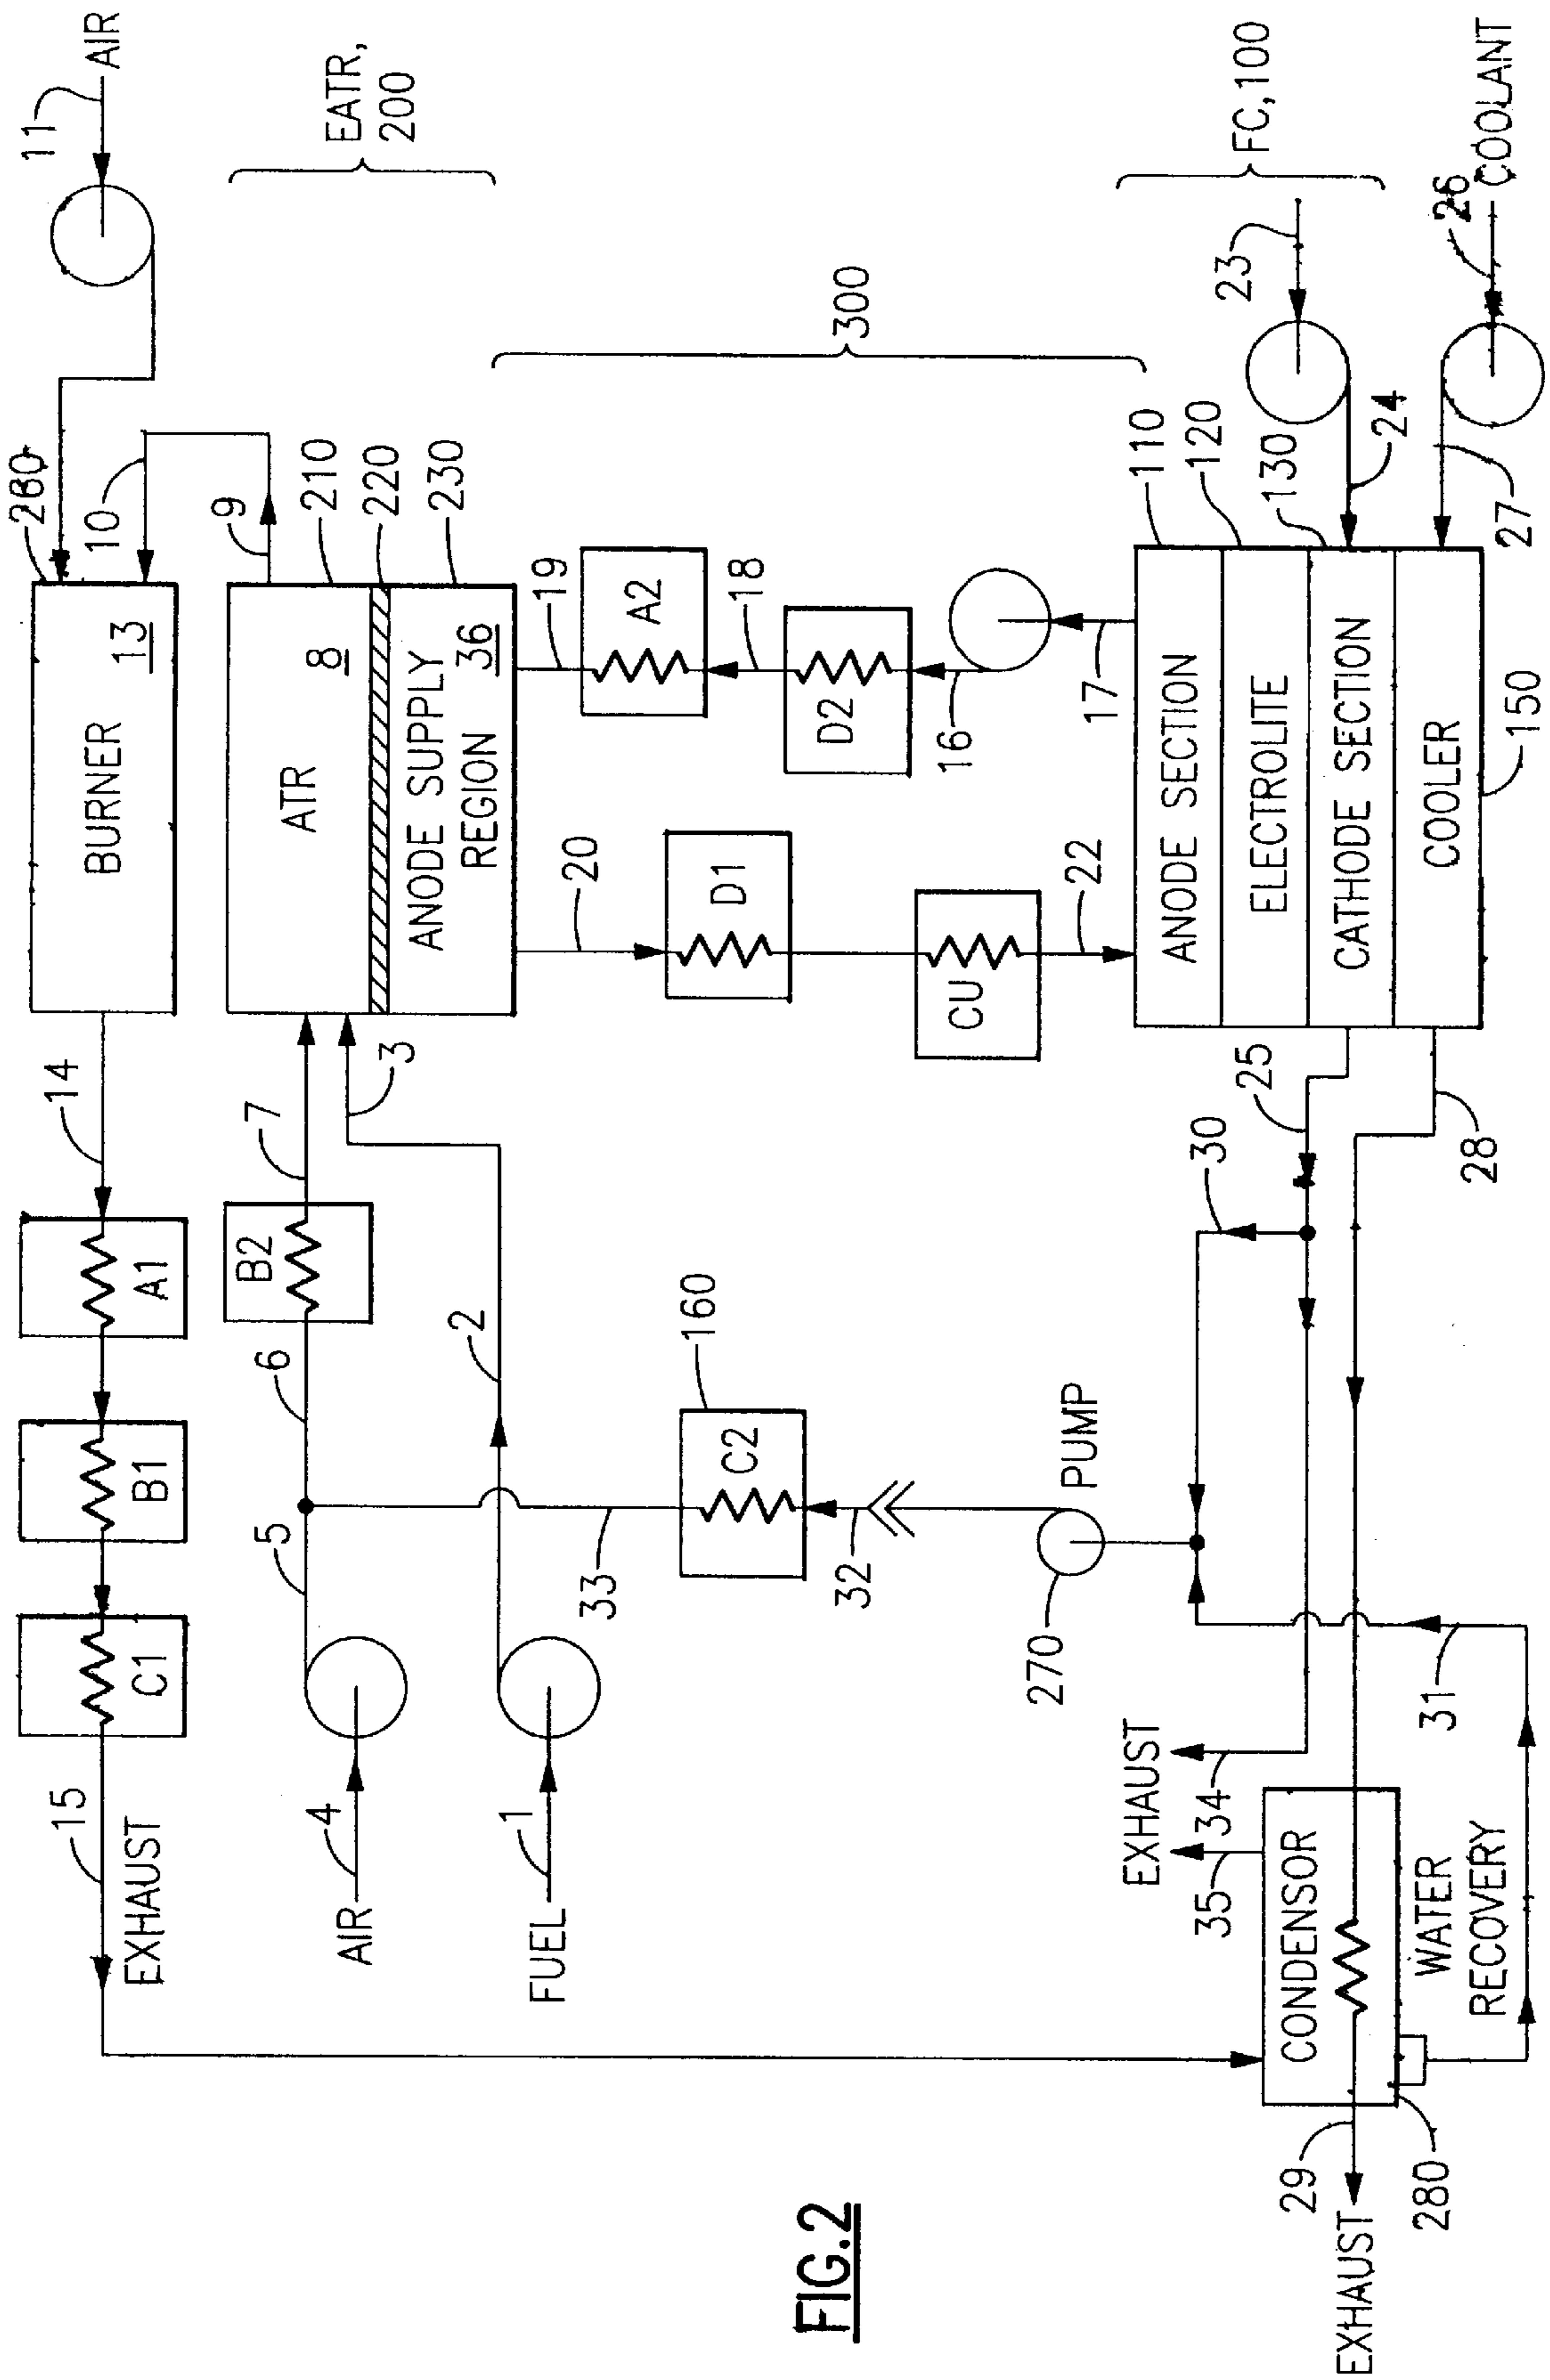 11
AIR
260
10
9
BURNER
13
14
A1
B1
C1
15
EXHAUST
EATR,
200
ATR
8
210
220
230
ANODE SUPPLY
REGION
36
3
7
B2
6
5
2
4
AIR
1
FUEL
33
C2
160
32
PUMP
270
19
A2
18
D2
16
17
20
D1
CU
22
300
FC, 100
23
24
26
COOLANT
27
110
120
130
ANODE SECTION
ELECTROLITE
CATHODE SECTION
COOLER
150
25
28
30
31
EXHAUST
34
35
CONDENSOR
WATER
RECOVERY
29
280
EXHAUST
FIG.2